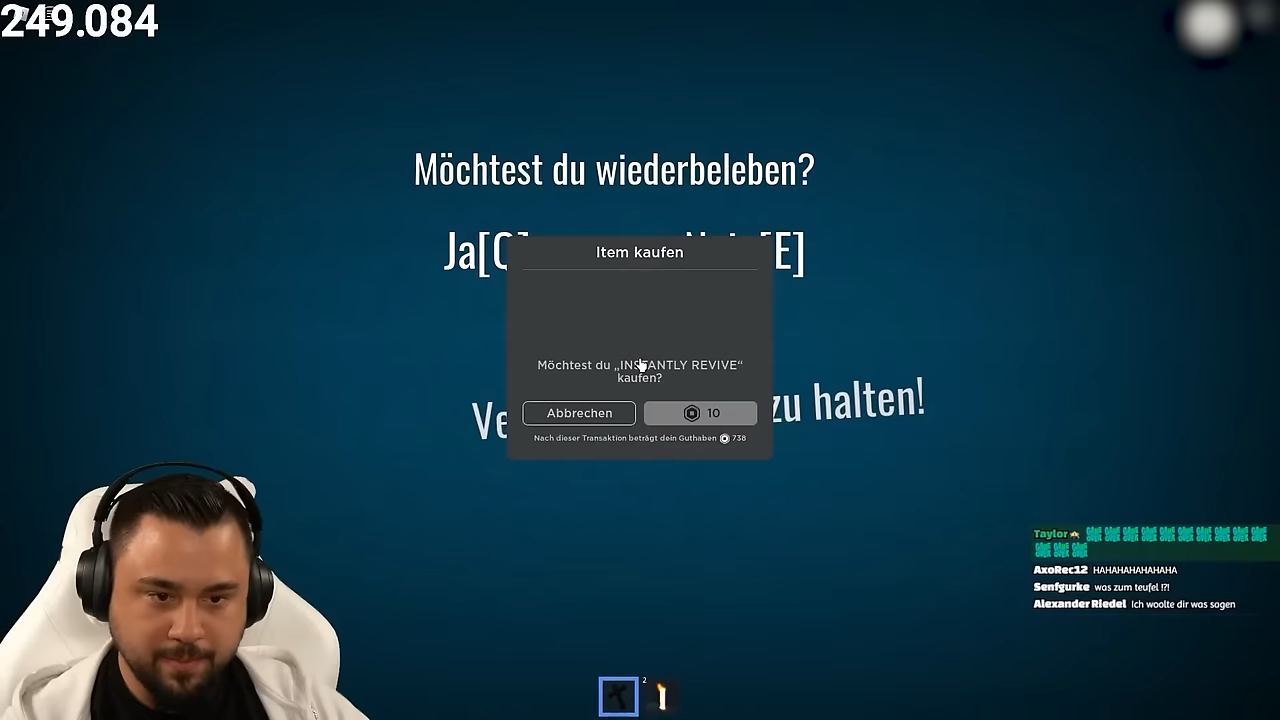 249.084
Möchtest du wiederbeleben?
Ja[Q] [E]
Item kaufen
Möchtest du „INSTANTLY REVIVE“
kaufen?
zu halten!
Abbrechen 10
Nach dieser Transaktion beträgt dein Guthaben 738
Taylor
AxoRec12 HAHAHAHAHAHAHA
Senfgurke was zum teufel !?!
Alexander Riedel Ich woolte dir was sagen
2